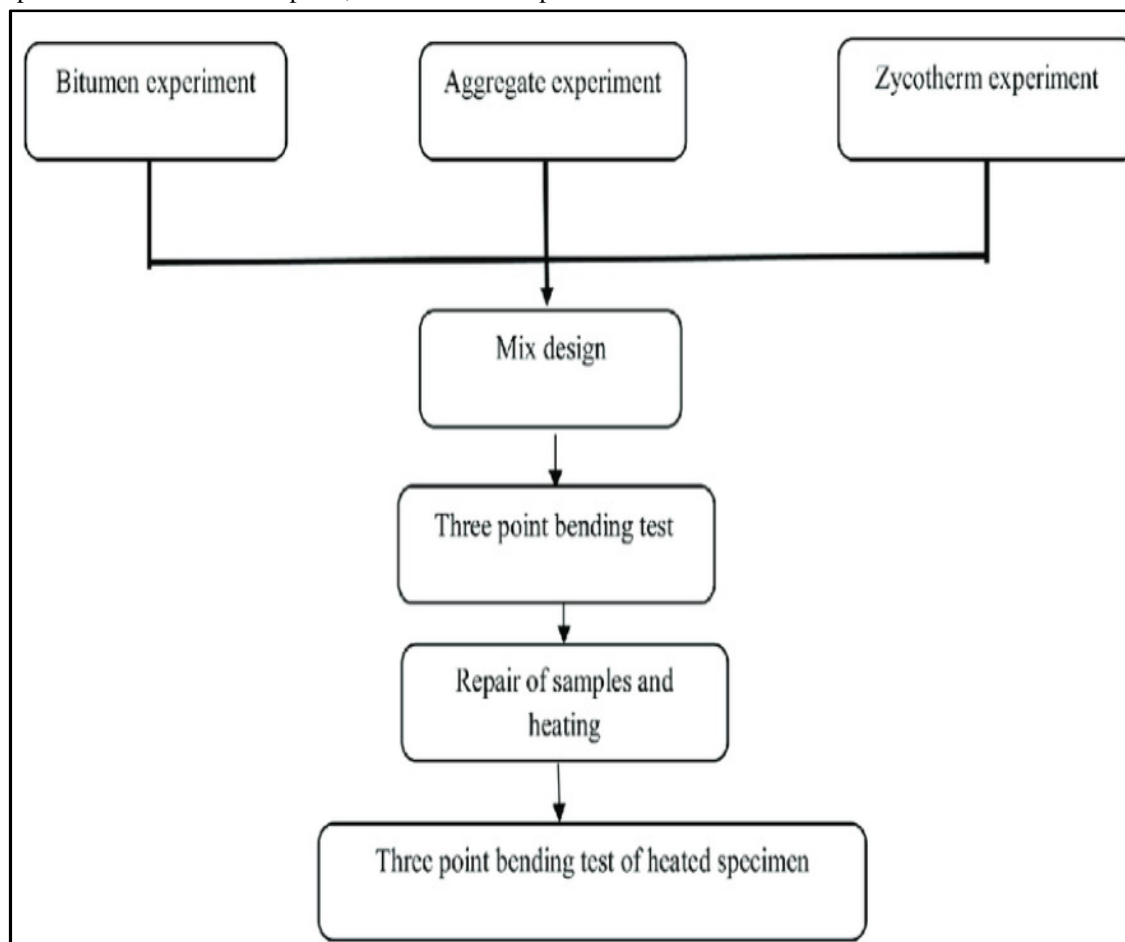 Bitumen experiment
Aggregate experiment
Zycotherm experiment
Mix design
Three point bending test
Repair of samples and
heating
Three point bending test of heated specimen